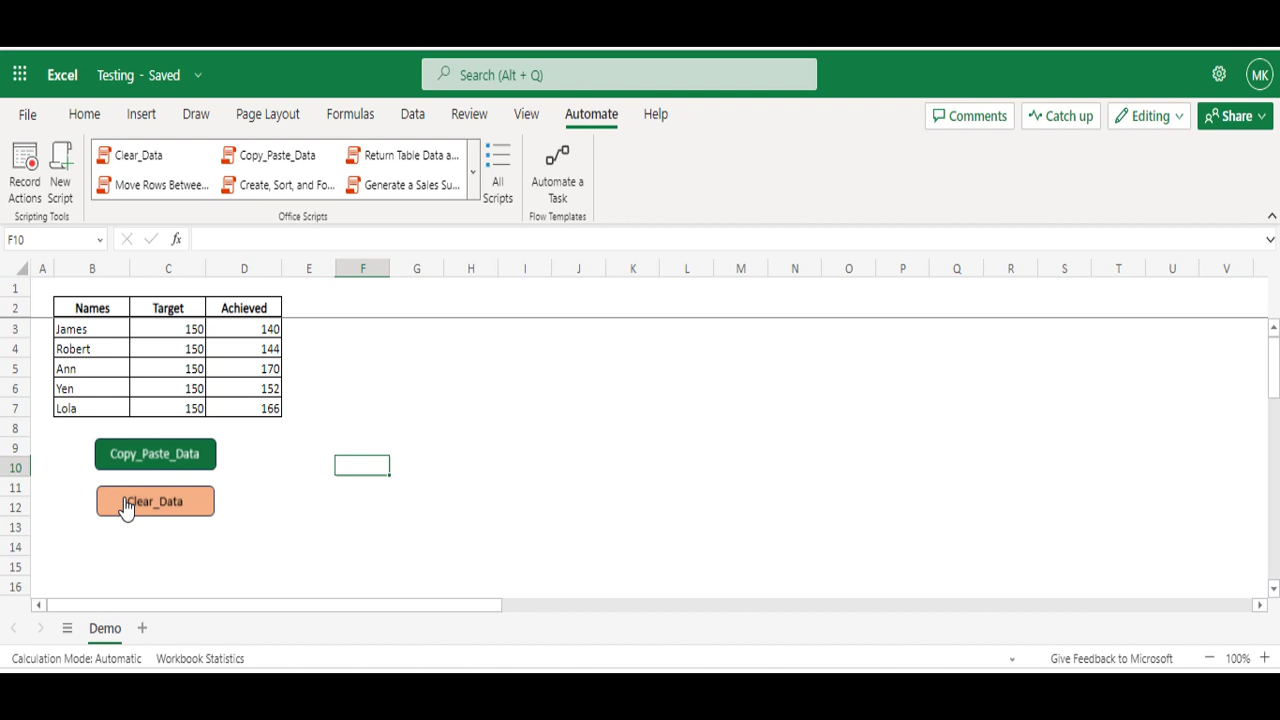 Excel Testing - Saved Search (Alt + Q) MK
File Home Insert Draw Page Layout Formulas Data Review View Automate Help Comments Catch up Editing Share
Clear_Data Copy_Paste_Data Return Table Data a...
Move Rows Betwee... Create, Sort, and Fo... Generate a Sales Su...
Record Actions
New Script
All Scripts
Automate a Task
Scripting Tools Office Scripts Flow Templates
F10 fx
A B C D E F G H I J K L M N O P Q R S T U V
1
2 Names Target Achieved
3 James 150 140
4 Robert 150 144
5 Ann 150 170
6 Yen 150 152
7 Lola 150 166
8
9 Copy_Paste_Data
10
11
12 Clear_Data
13
14
15
16
Demo
Calculation Mode: Automatic Workbook Statistics Give Feedback to Microsoft 100%